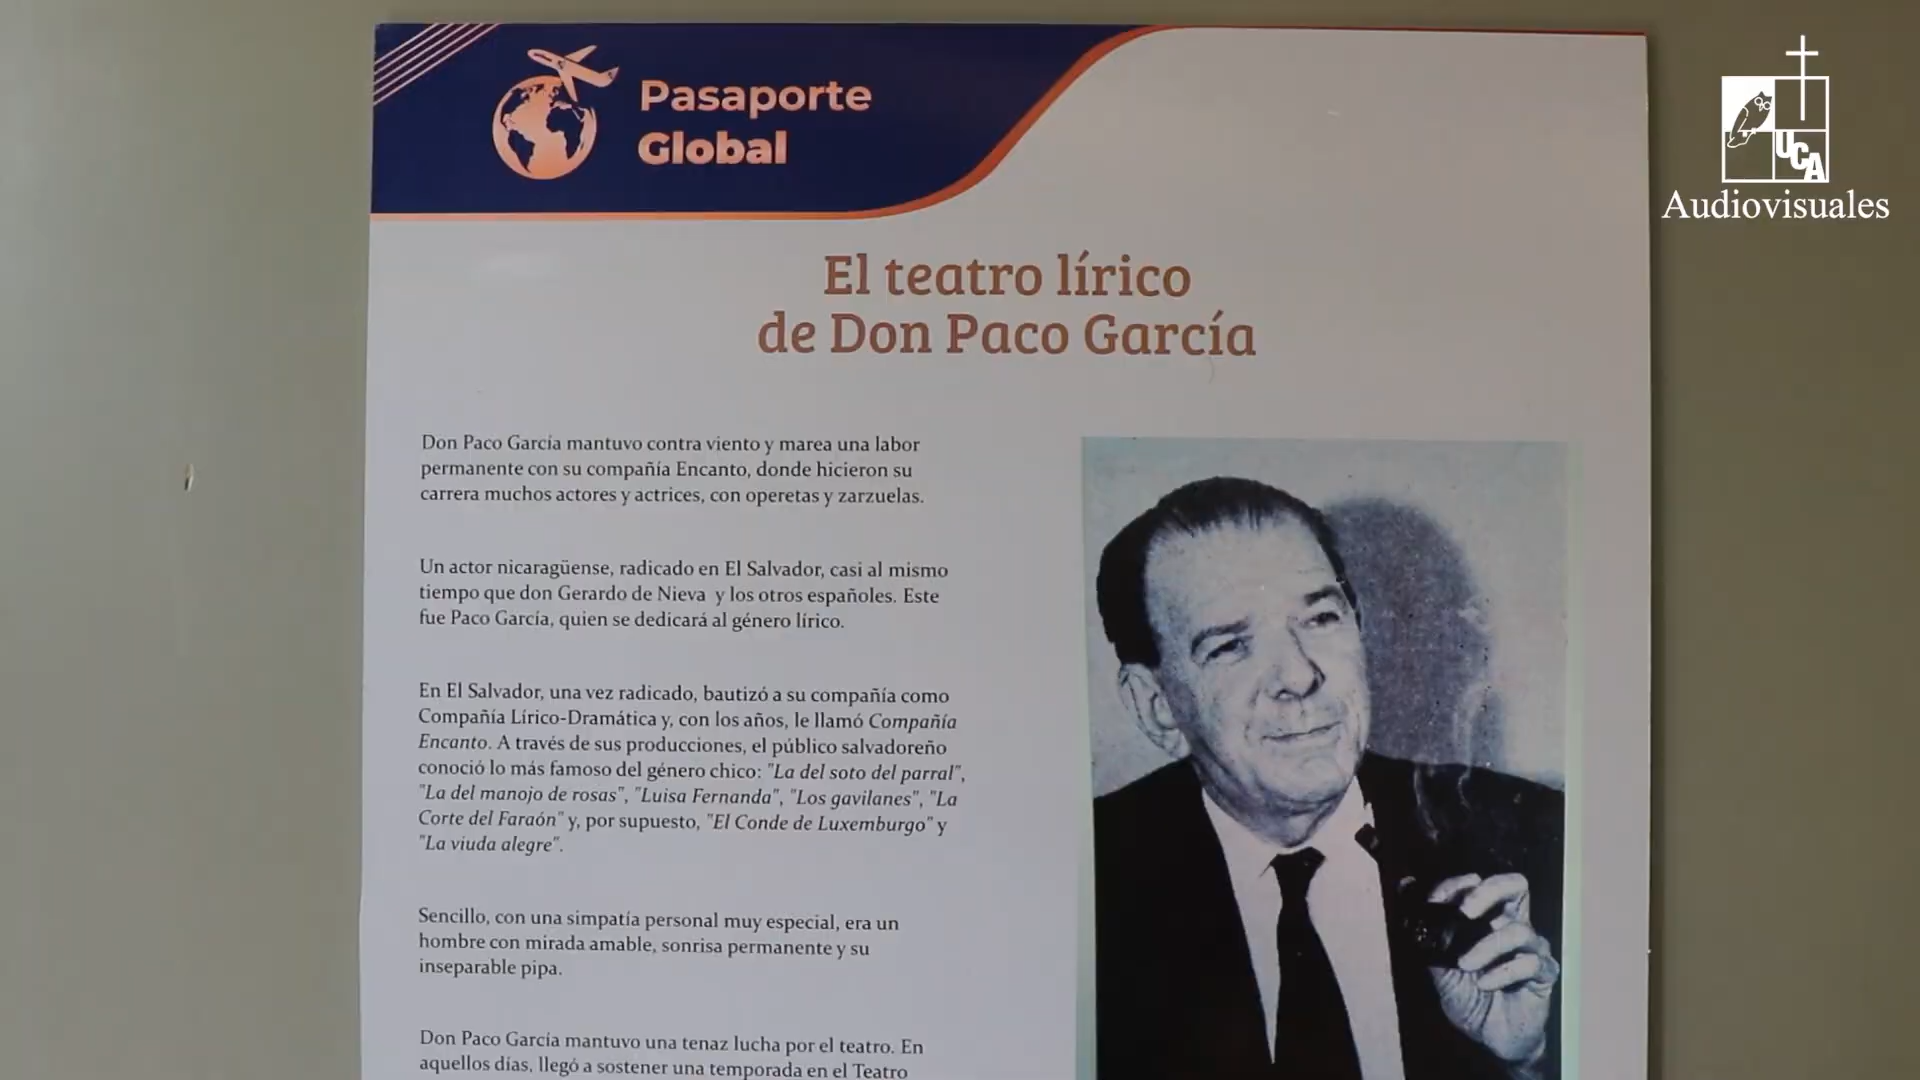 Pasaporte
Global
UCA
Audiovisuales
El teatro lírico
de Don Paco García
Don Paco García mantuvo contra viento y marea una labor
permanente con su compañía Encanto, donde hicieron su
carrera muchos actores y actrices, con operetas y zarzuelas.
Un actor nicaragüense, radicado en El Salvador, casi al mismo
tiempo que don Gerardo de Nieva y los otros españoles. Este
fue Paco García, quien se dedicará al género lírico.
En El Salvador, una vez radicado, bautizó a su compañía como
Compañía Lírico-Dramática y, con los años, le llamó Compañía
Encanto. A través de sus producciones, el público salvadoreño
conoció lo más famoso del género chico: "La del soto del parral",
"La del manojo de rosas", "Luisa Fernanda", "Los gavilanes", "La
Corte del Faraón" y, por supuesto, "El Conde de Luxemburgo" y
"La viuda alegre".
Sencillo, con una simpatía personal muy especial, era un
hombre con mirada amable, sonrisa permanente y su
inseparable pipa.
Don Paco García mantuvo una tenaz lucha por el teatro. En
aquellos días, llegó a sostener una temporada en el Teatro